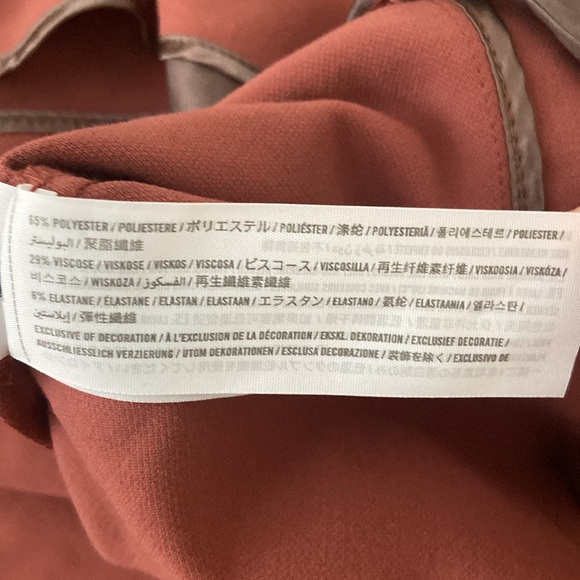 65% POLYESTER / POLIESTERE / ポリエステル / POLIÉSTER / 涤纶 / POLYESTERIÄ / 폴리에스테르 / POLIESTER /
البوليستر / 聚脂纖維
29% VISCOSE / VISKOSE / VISKOS / VISCOSA / ビスコース / VISCOSILLA / 再生纤维素纤维 / VISKOOSIA / VISKÓZA /
비스코스 / WISKOZA / الفسكوز / 再生纖維素纖維
6% ELASTANE / ÉLASTANE / ELASTAN / ELASTAAN / エラスタン / ELASTANO / 氨纶 / ELASTAANIA / 엘라스탄 /
إيلاستين / 彈性纖維
EXCLUSIVE OF DECORATION / À L'EXCLUSION DE LA DÉCORATION / EKSKL. DEKORATION / EXCLUSIEF DECORATIE /
AUSSCHLIESSLICH VERZIERUNG / UTOM DEKORATIONEN / ESCLUSA DECORAZIONE / 装飾を除く / EXCLUSIVO DE